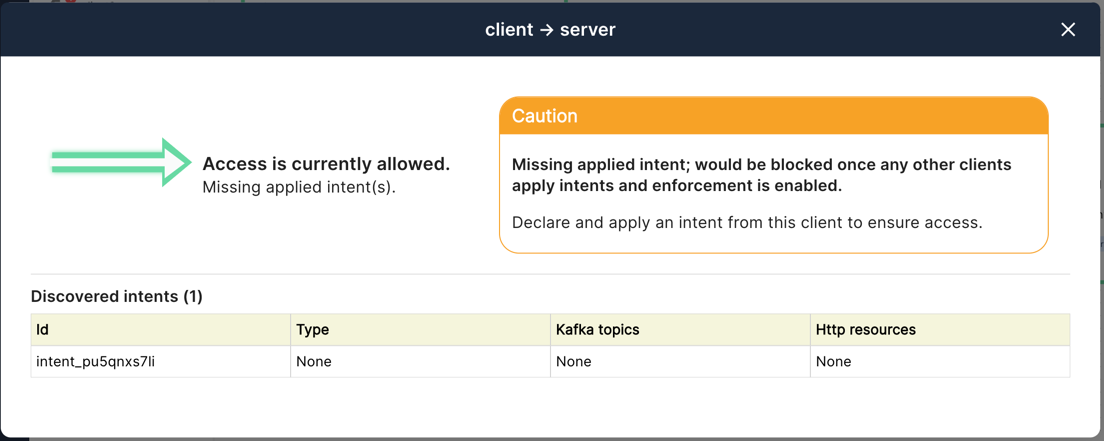 client → server
Access is currently allowed.
Missing applied intent(s).
Caution
Missing applied intent; would be blocked once any other clients
apply intents and enforcement is enabled.
Declare and apply an intent from this client to ensure access.
Discovered intents (1)
Id Type Kafka topics Http resources
intent_pu5qnxs7li None None None